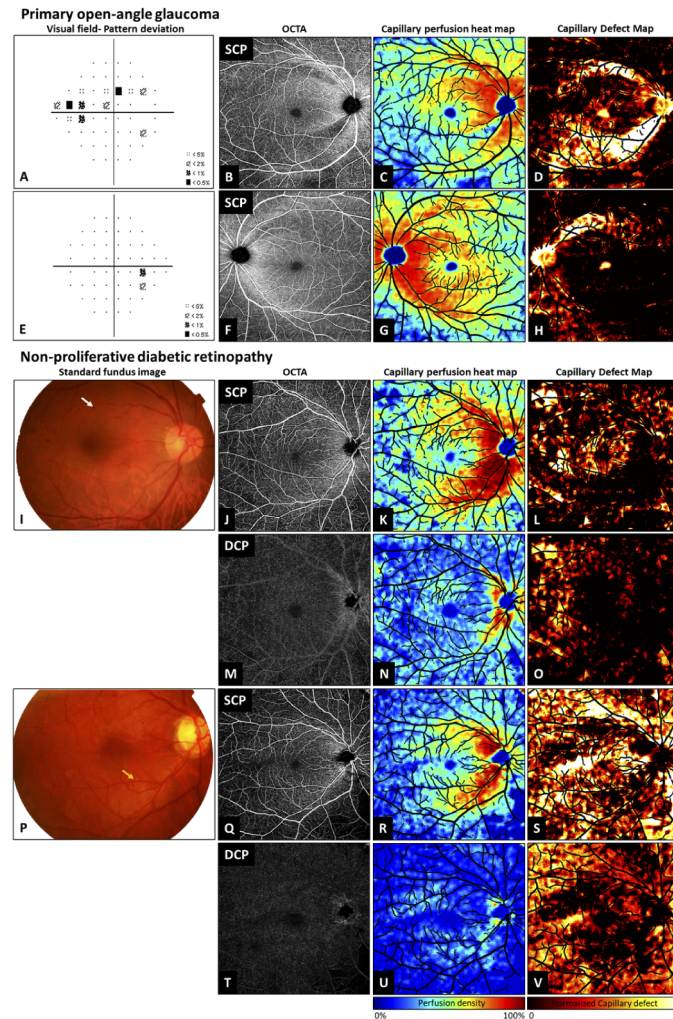 Primary open-angle glaucoma
Visual field- Pattern deviation
OCTA
Capillary perfusion heat map
Capillary Defect Map
SCP
< 5%
< 2%
< 1%
< 0.5%
A
B
C
D
SCP
< 5%
< 2%
< 1%
< 0.5%
E
F
G
H
Non-proliferative diabetic retinopathy
Standard fundus image
OCTA
Capillary perfusion heat map
Capillary Defect Map
SCP
I
J
K
L
DCP
M
N
O
SCP
P
Q
R
S
DCP
T
U
V
Perfusion density
Normalized Capillary defect
0%
100%
0